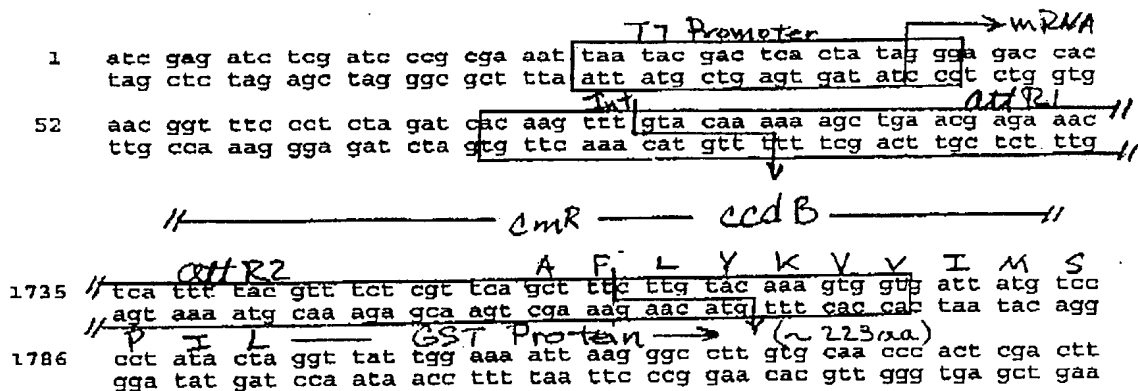 T7 Promoter → mRNA
1 atc gag atc tcg atc ccg cga aat taa tac gac tca cta tag gga gac cac
tag ctc tag agc tag ggc gct tta att atg ctg agt gat atc cct ctg gtg
Int attR1
52 aac ggt ttc cct cta gat cac aag ttt gta caa aaa agc tga acg aga aac
ttg cca aag gga gat cta gtg ttc aaa cat gtt ttt tcg act tgc tct ttg
cmR ccdB
attR2 A F L Y K V V I M S
1735 tca ttt tac gtt tct cgt tca gct ttc ttg tac aaa gtg gtg att atg tcc
agt aaa atg caa aga gca agt cga aag aac atg ttt cac cac taa tac agg
P I L GST Protein → (~223aa)
1786 cct ata cta ggt tat tgg aaa att aag ggc ctt gtg caa ccc act cga ctt
gga tat gat cca ata acc ttt taa ttc ccg gaa cac gtt ggg tga gct gaa